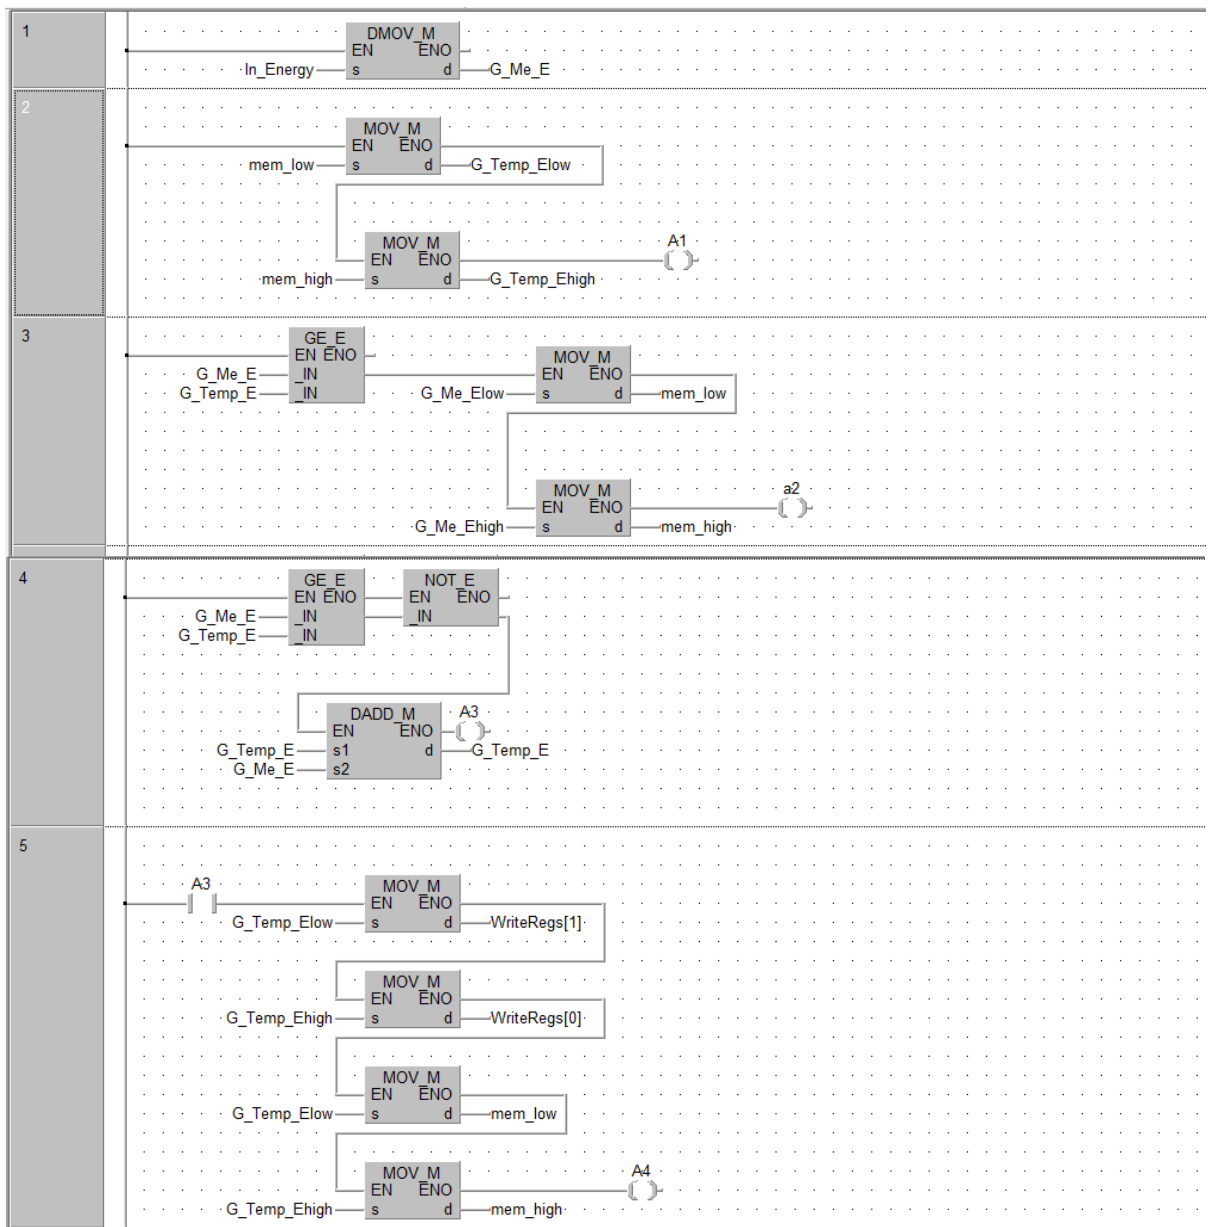 1
DMOV_M
EN ENO
In_Energy s d G_Me_E
2
MOV_M
EN ENO
mem_low s d G_Temp_Elow
MOV_M A1
EN ENO
mem_high s d G_Temp_Ehigh
3
GE_E
EN ENO MOV_M
G_Me_E _IN EN ENO
G_Temp_E _IN G_Me_Elow s d mem_low
MOV_M a2
EN ENO
G_Me_Ehigh s d mem_high
4
GE_E NOT_E
EN ENO EN ENO
G_Me_E _IN _IN
G_Temp_E _IN
DADD_M A3
EN ENO
G_Temp_E s1 d G_Temp_E
G_Me_E s2
5
A3 MOV_M
EN ENO
G_Temp_Elow s d WriteRegs[1]
MOV_M
EN ENO
G_Temp_Ehigh s d WriteRegs[0]
MOV_M
EN ENO
G_Temp_Elow s d mem_low
MOV_M A4
EN ENO
G_Temp_Ehigh s d mem_high